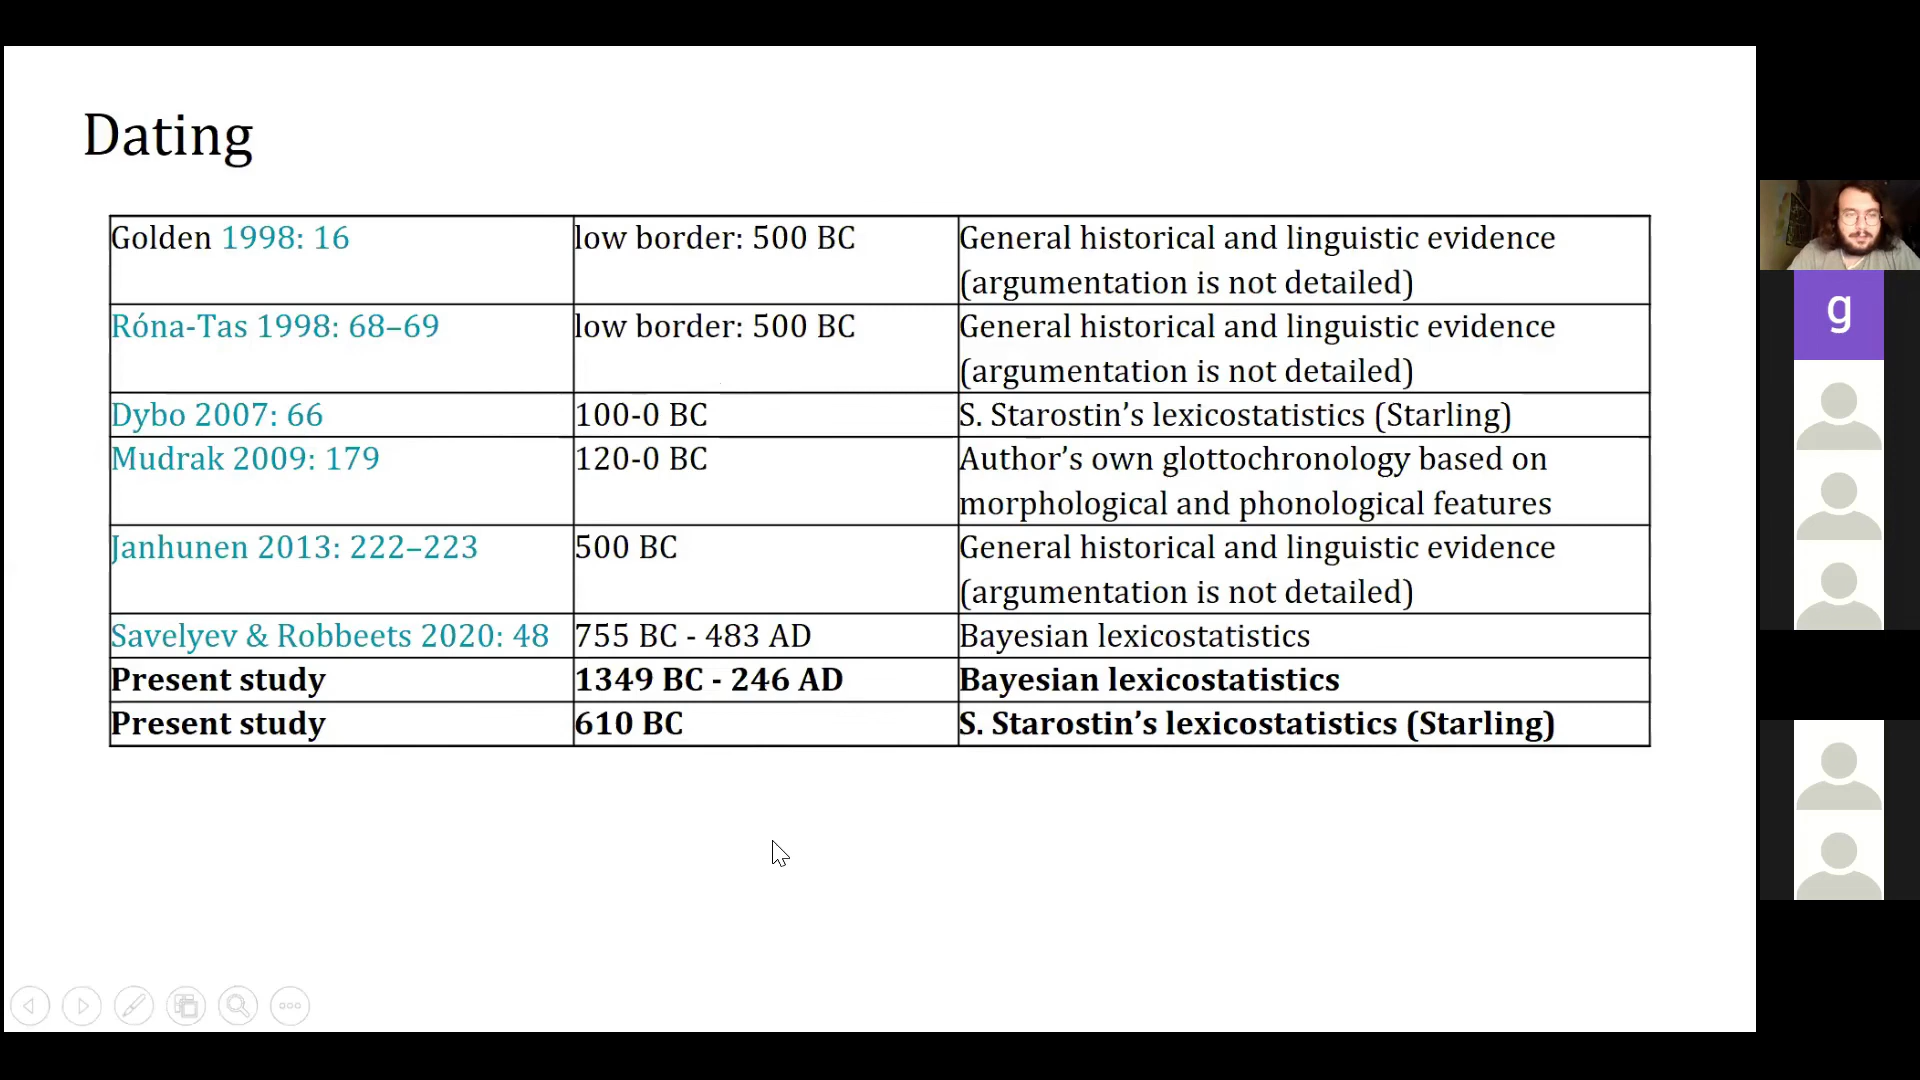 Dating
Golden 1998: 16
low border: 500 BC
General historical and linguistic evidence
(argumentation is not detailed)
Róna-Tas 1998: 68–69
low border: 500 BC
General historical and linguistic evidence
(argumentation is not detailed)
Dybo 2007: 66
100-0 BC
S. Starostin’s lexicostatistics (Starling)
Mudrak 2009: 179
120-0 BC
Author’s own glottochronology based on
morphological and phonological features
Janhunen 2013: 222–223
500 BC
General historical and linguistic evidence
(argumentation is not detailed)
Savelyev & Robbeets 2020: 48
755 BC - 483 AD
Bayesian lexicostatistics
Present study
1349 BC - 246 AD
Bayesian lexicostatistics
Present study
610 BC
S. Starostin’s lexicostatistics (Starling)
g